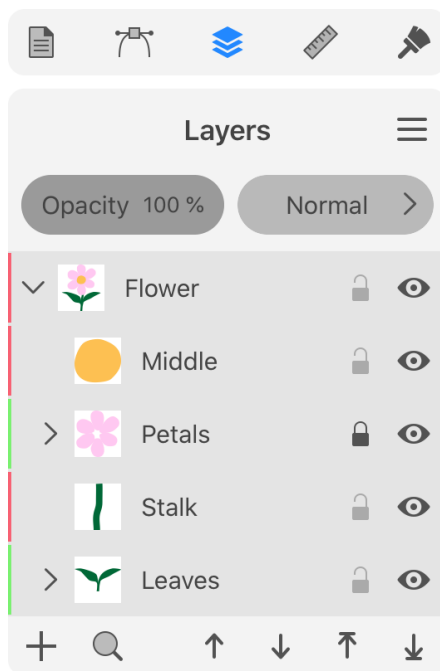 Layers
Opacity 100 % Normal
Flower
Middle
Petals
Stalk
Leaves